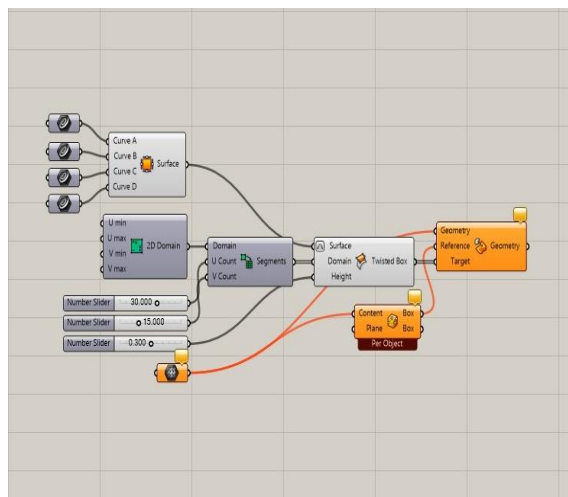 Curve A
Curve B
Curve C
Curve D
Surface
U min
U max
V min
V max
2D Domain
Domain
U Count
V Count
Segments
Surface
Domain
Height
Twisted Box
Geometry
Reference
Target
Geometry
Number Slider 30.000
Number Slider 15.000
Number Slider 0.300
Content
Plane
Box
Box
Per Object